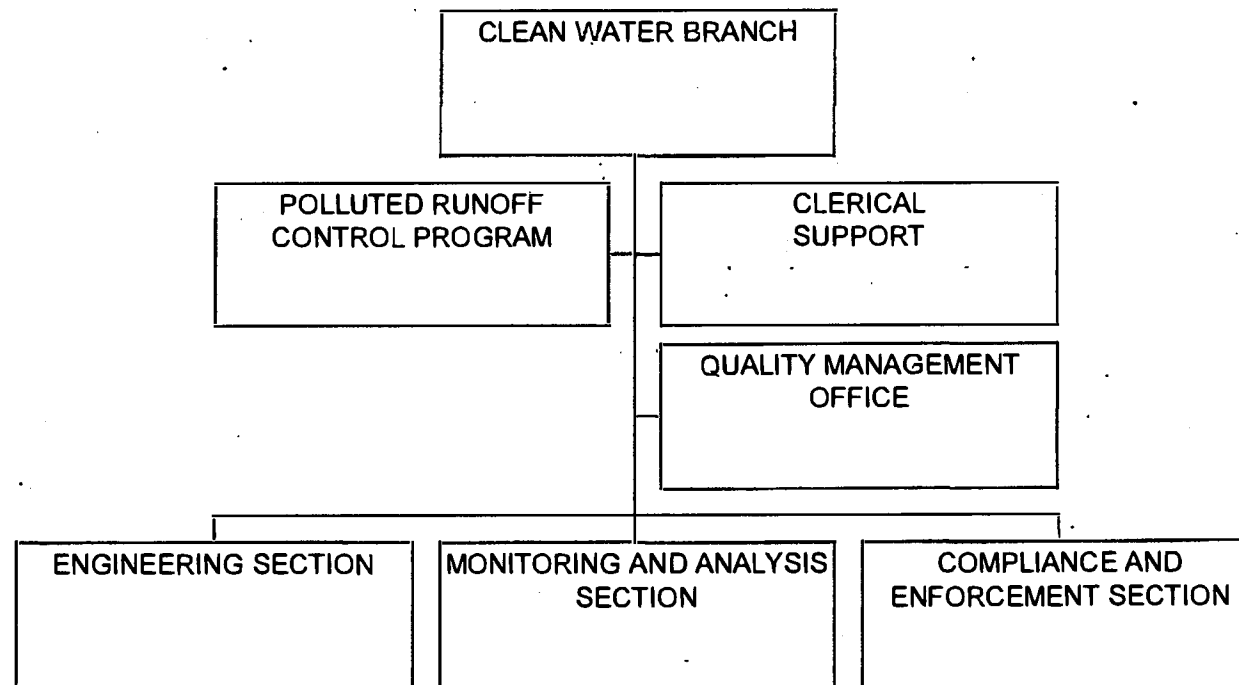 CLEAN WATER BRANCH
POLLUTED RUNOFF
CONTROL PROGRAM
CLERICAL
SUPPORT
QUALITY MANAGEMENT
OFFICE
ENGINEERING SECTION
MONITORING AND ANALYSIS
SECTION
COMPLIANCE AND
ENFORCEMENT SECTION